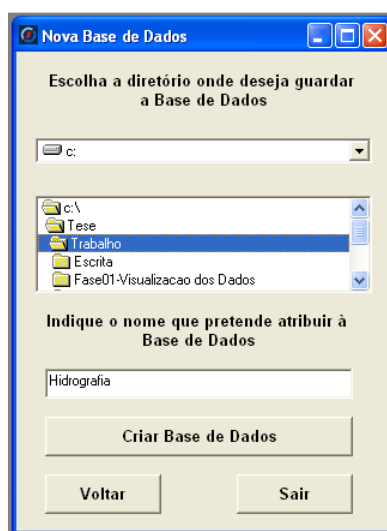 Nova Base de Dados
Escolha a diretório onde deseja guardar
a Base de Dados
c:
c:\
Tese
Trabalho
Escrita
Fase01-Visualizacao dos Dados
Indique o nome que pretende atribuir à
Base de Dados
Hidrografia
Criar Base de Dados
Voltar
Sair